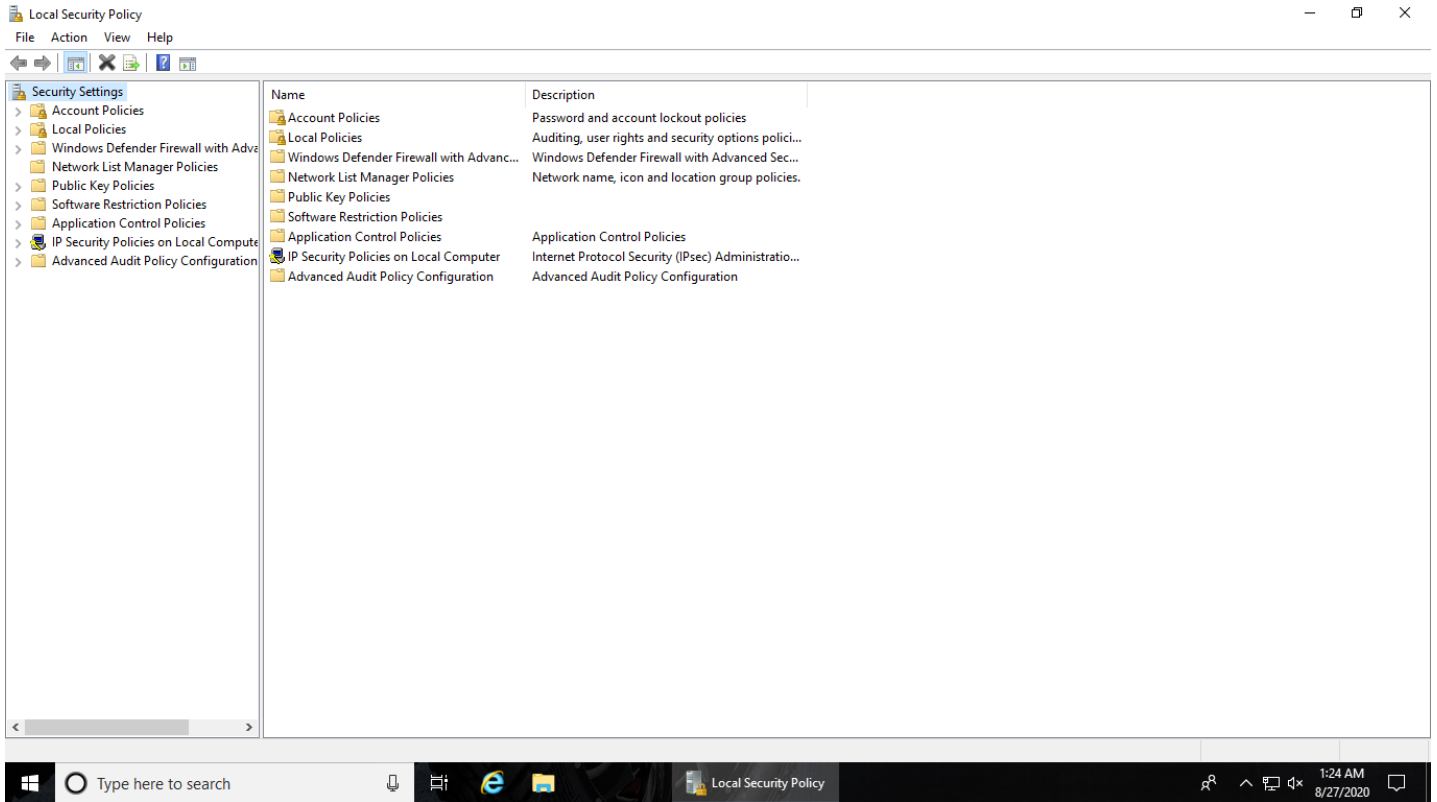 Local Security Policy
File Action View Help
Security Settings
Account Policies
Local Policies
Windows Defender Firewall with Adva
Network List Manager Policies
Public Key Policies
Software Restriction Policies
Application Control Policies
IP Security Policies on Local Compute
Advanced Audit Policy Configuration
Name Description
Account Policies Password and account lockout policies
Local Policies Auditing, user rights and security options polici...
Windows Defender Firewall with Advanc... Windows Defender Firewall with Advanced Sec...
Network List Manager Policies Network name, icon and location group policies.
Public Key Policies
Software Restriction Policies
Application Control Policies Application Control Policies
IP Security Policies on Local Computer Internet Protocol Security (IPsec) Administratio...
Advanced Audit Policy Configuration Advanced Audit Policy Configuration
Type here to search
Local Security Policy
1:24 AM
8/27/2020